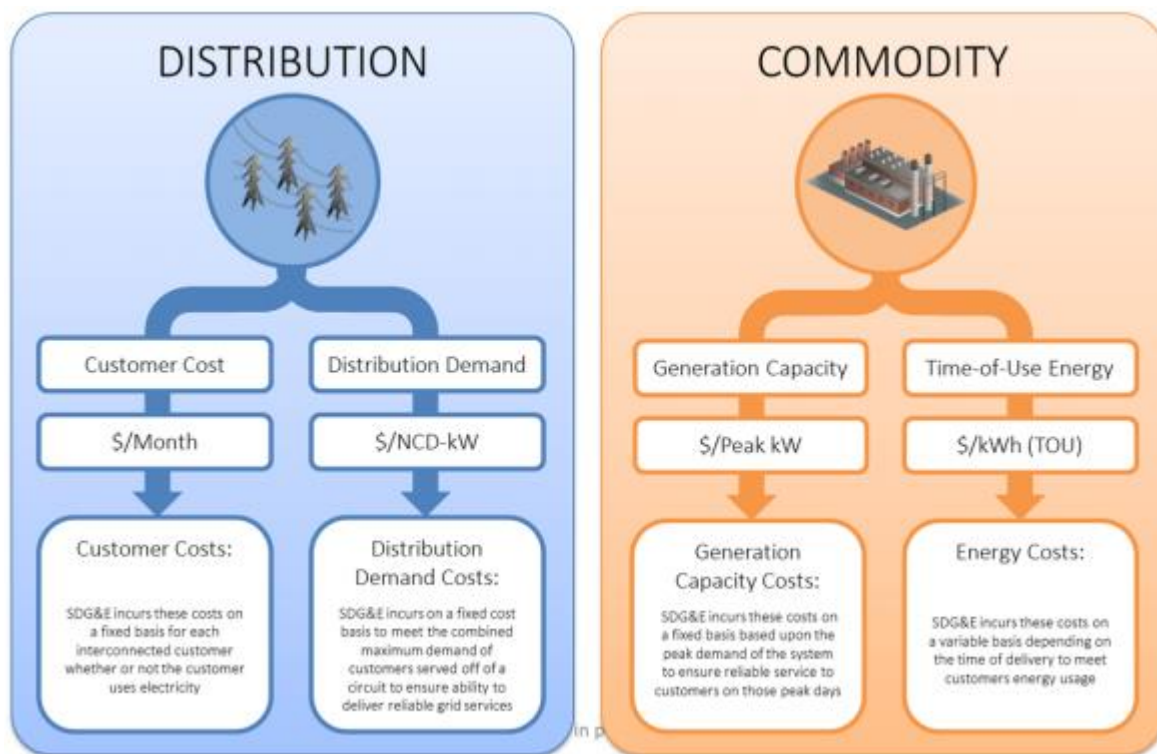 DISTRIBUTION
Customer Cost
Distribution Demand
$/Month
$/NCD-kW
Customer Costs:
SDG&E incurs these costs on
a fixed basis for each
interconnected customer
whether or not the customer
uses electricity
Distribution
Demand Costs:
SDG&E incurs on a fixed cost
basis to meet the combined
maximum demand of
customers served off of a
circuit to ensure ability to
deliver reliable grid services
COMMODITY
Generation Capacity
Time-of-Use Energy
$/Peak kW
$/kWh (TOU)
Generation
Capacity Costs:
SDG&E incurs these costs on
a fixed basis based upon the
peak demand of the system
to ensure reliable service to
customers on those peak days
Energy Costs:
SDG&E incurs these costs on
a variable basis depending on
the time of delivery to meet
customers energy usage
in p